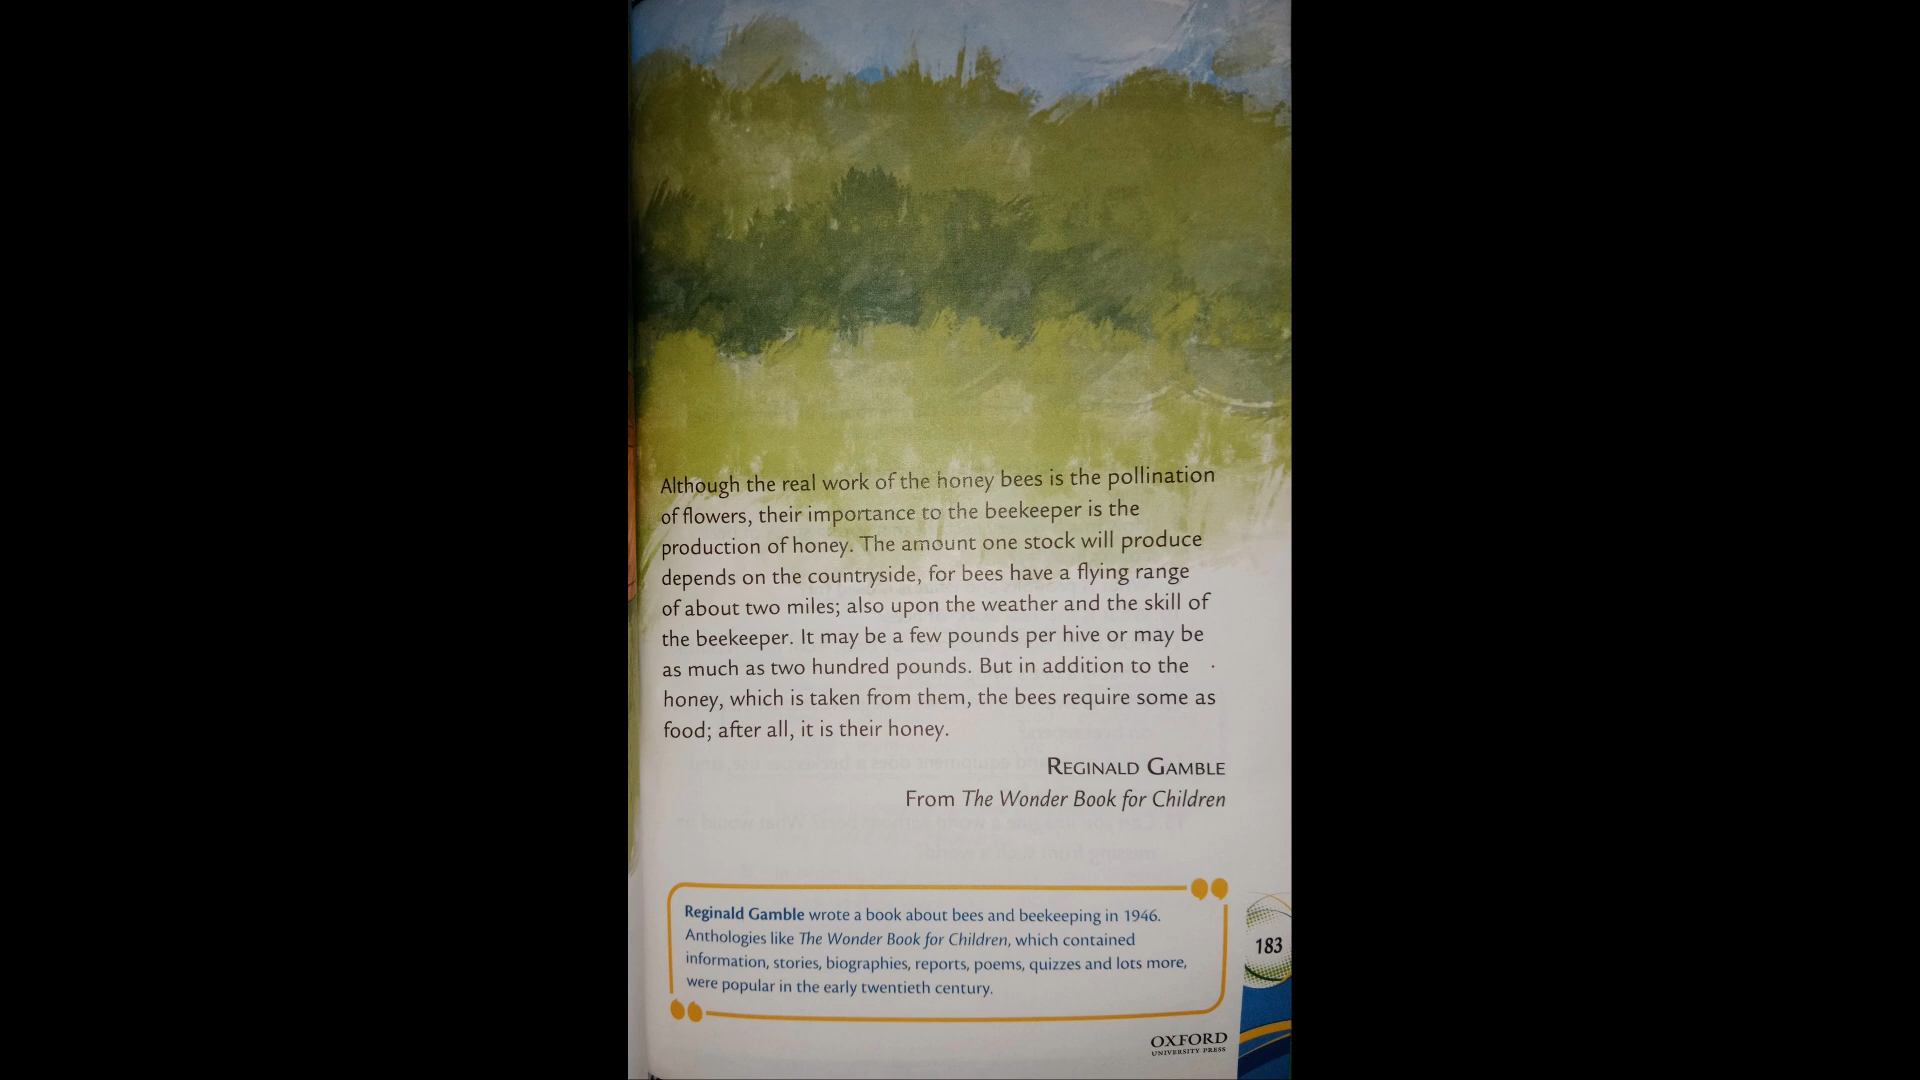 Although the real work of the honey bees is the pollination
of flowers, their importance to the beekeeper is the
production of honey. The amount one stock will produce
depends on the countryside, for bees have a flying range
of about two miles; also upon the weather and the skill of
the beekeeper. It may be a few pounds per hive or may be
as much as two hundred pounds. But in addition to the
honey, which is taken from them, the bees require some as
food; after all, it is their honey.
REGINALD GAMBLE
From The Wonder Book for Children
Reginald Gamble wrote a book about bees and beekeeping in 1946.
Anthologies like The Wonder Book for Children, which contained
information, stories, biographies, reports, poems, quizzes and lots more,
were popular in the early twentieth century.
183
OXFORD
UNIVERSITY PRESS